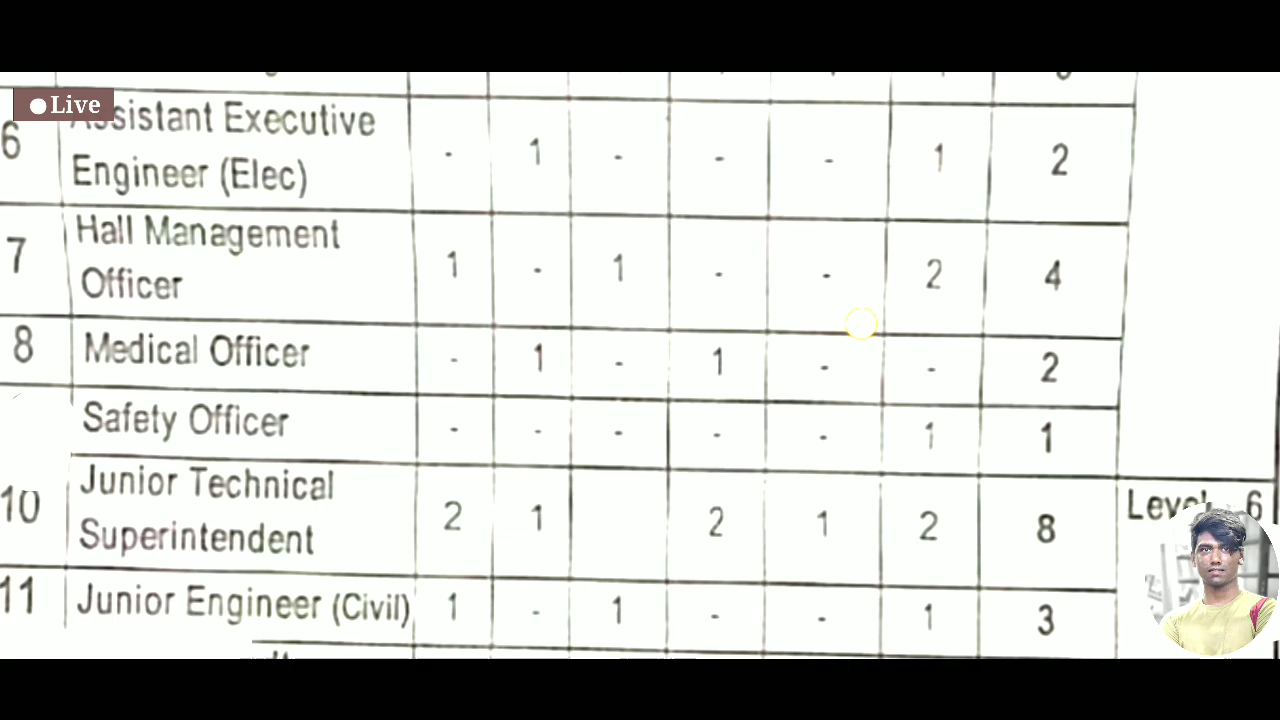 Live
6 Assistant Executive
Engineer (Elec) - 1 - - - 1 2
7 Hall Management
Officer 1 - 1 - - 2 4
8 Medical Officer - 1 - 1 - - 2
Safety Officer - - - - - 1 1
10 Junior Technical
Superintendent 2 1 2 1 2 8
Level - 6
11 Junior Engineer (Civil) 1 - 1 - - 1 3